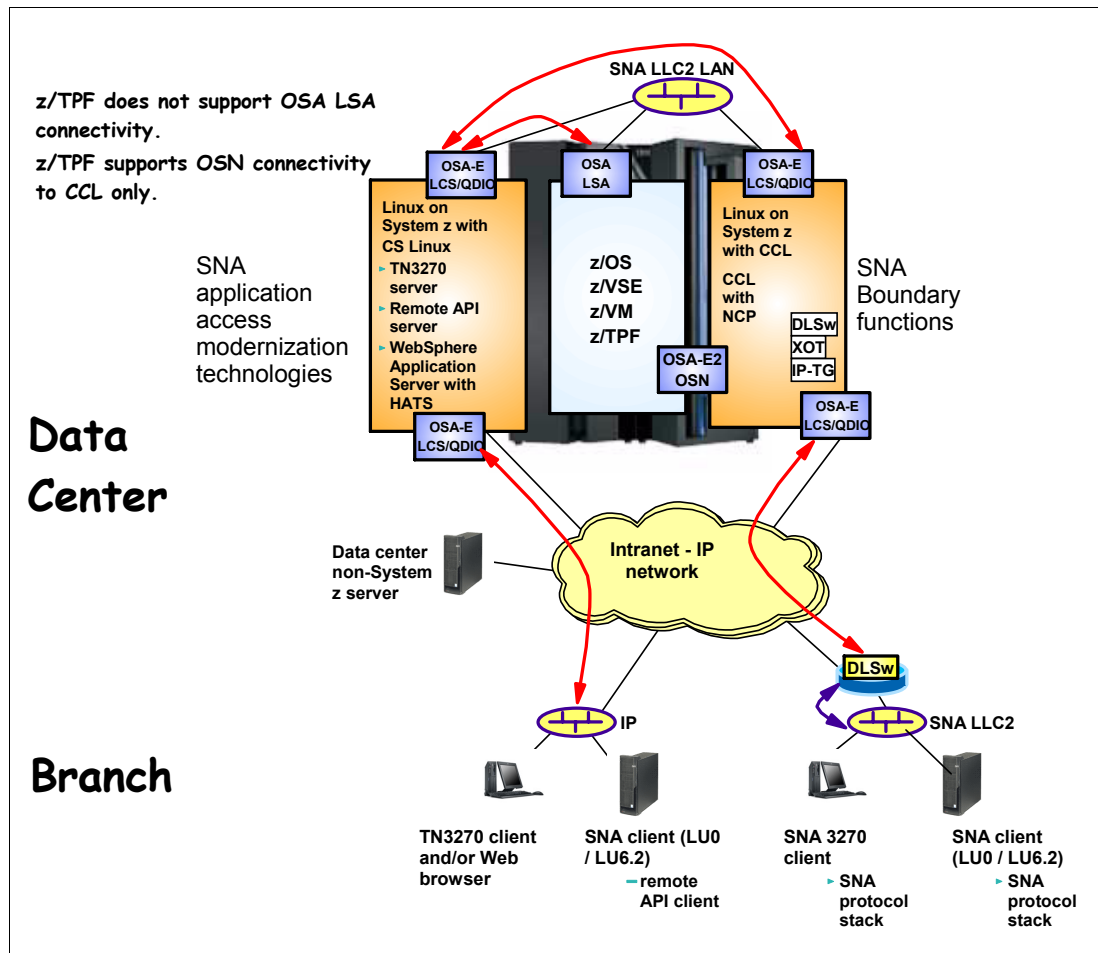 SNA LLC2 LAN
z/TPF does not support OSA LSA
connectivity.
z/TPF supports OSN connectivity
to CCL only.
OSA-E
LCS/QDIO
OSA
LSA
OSA-E
LCS/QDIO
Linux on
System z with
CS Linux
TN3270
server
Remote API
server
WebSphere
Application
Server with
HATS
z/OS
z/VSE
z/VM
z/TPF
Linux on
System z
with CCL
CCL
with
NCP
DLSw
XOT
IP-TG
SNA
application
access
modernization
technologies
SNA
Boundary
functions
OSA-E2
OSN
OSA-E
LCS/QDIO
OSA-E
LCS/QDIO
Data
Center
Intranet - IP
network
Data center
non-System
z server
DLSw
IP
SNA LLC2
Branch
TN3270 client
and/or Web
browser
SNA client (LU0
/ LU6.2)
remote
API client
SNA 3270
client
SNA
protocol
stack
SNA client
(LU0 / LU6.2)
SNA
protocol
stack